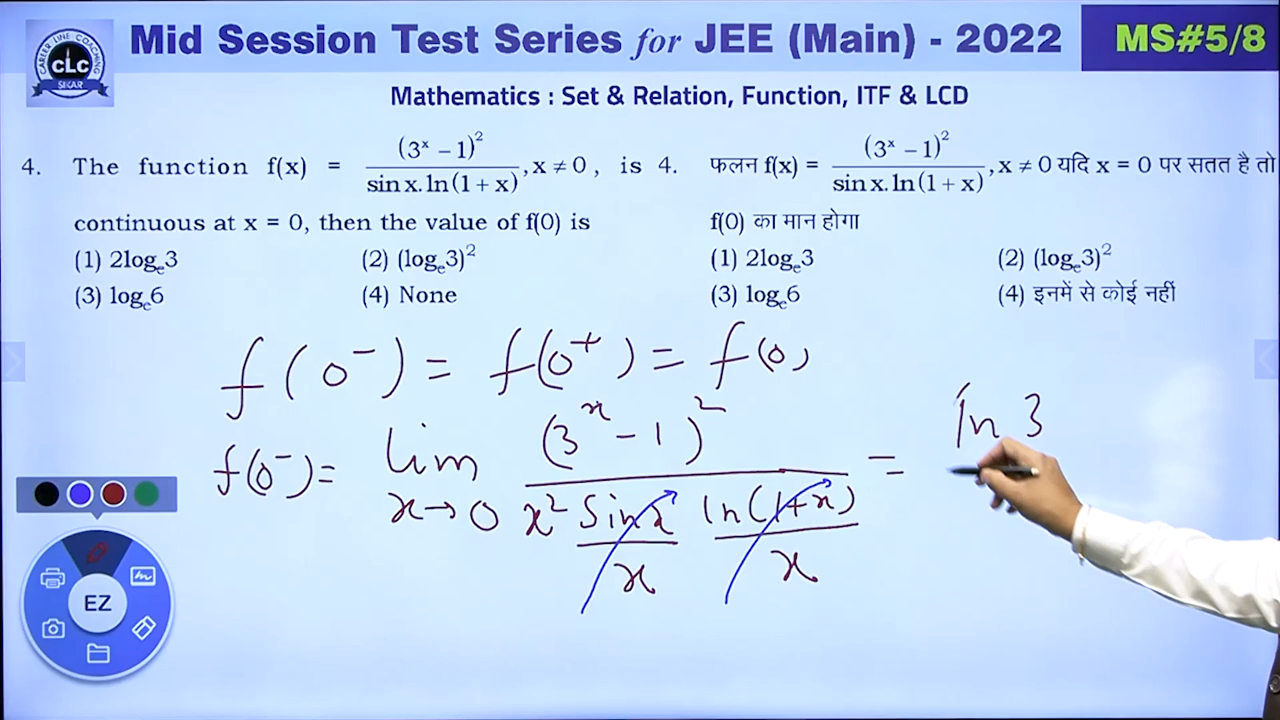 CAREER LINE COACHING
CLC
SIKAR
Mid Session Test Series for JEE (Main) - 2022
MS#5/8
Mathematics : Set & Relation, Function, ITF & LCD
4. The function f(x) = (3^x – 1)^2 / sin x. ln(1 + x), x ≠ 0 , is
continuous at x = 0, then the value of f(0) is
(1) 2log_e3 (2) (log_e3)^2
(3) log_e6 (4) None
4. फलन f(x) = (3^x – 1)^2 / sin x. ln(1 + x), x ≠ 0 यदि x = 0 पर सतत है तो
f(0) का मान होगा
(1) 2log_e3 (2) (log_e3)^2
(3) log_e6 (4) इनमें से कोई नहीं
f(0^-) = f(0^+) = f(0)
f(0^-) = lim x→0 (3^x - 1)^2 / x^2 sin x / x ln(1+x) / x = ln 3
EZ